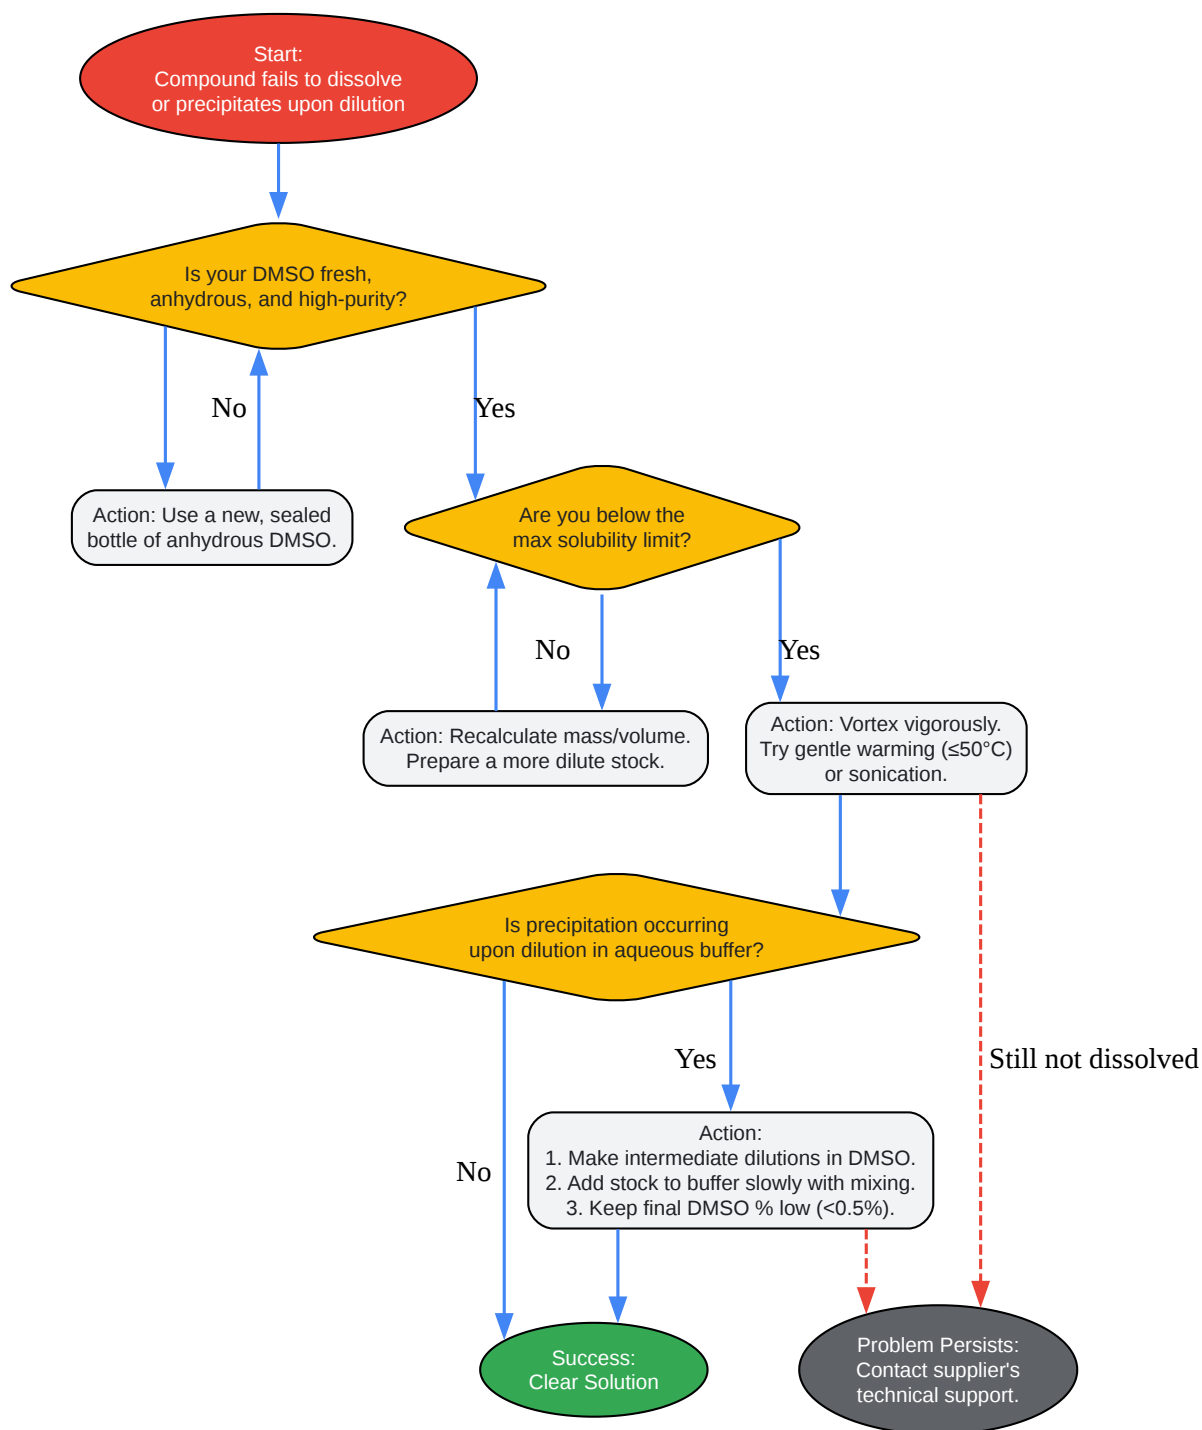 Start:
Compound fails to dissolve
or precipitates upon dilution
Is your DMSO fresh,
anhydrous, and high-purity?
No
Yes
Action: Use a new, sealed
bottle of anhydrous DMSO.
Are you below the
max solubility limit?
No
Yes
Action: Recalculate mass/volume.
Prepare a more dilute stock.
Action: Vortex vigorously.
Try gentle warming (≤50°C)
or sonication.
Is precipitation occurring
upon dilution in aqueous buffer?
Yes
Still not dissolved
No
Action:
1. Make intermediate dilutions in DMSO.
2. Add stock to buffer slowly with mixing.
3. Keep final DMSO % low (<0.5%).
Success:
Clear Solution
Problem Persists:
Contact supplier's
technical support.